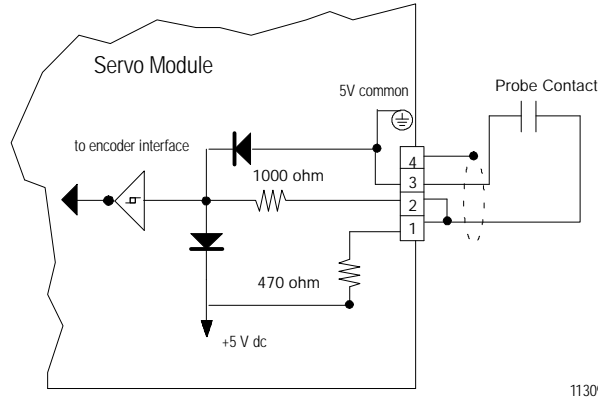 Servo Module
5V common
Probe Contact
to encoder interface
1000 ohm
4
3
2
1
470 ohm
+5 V dc
11309